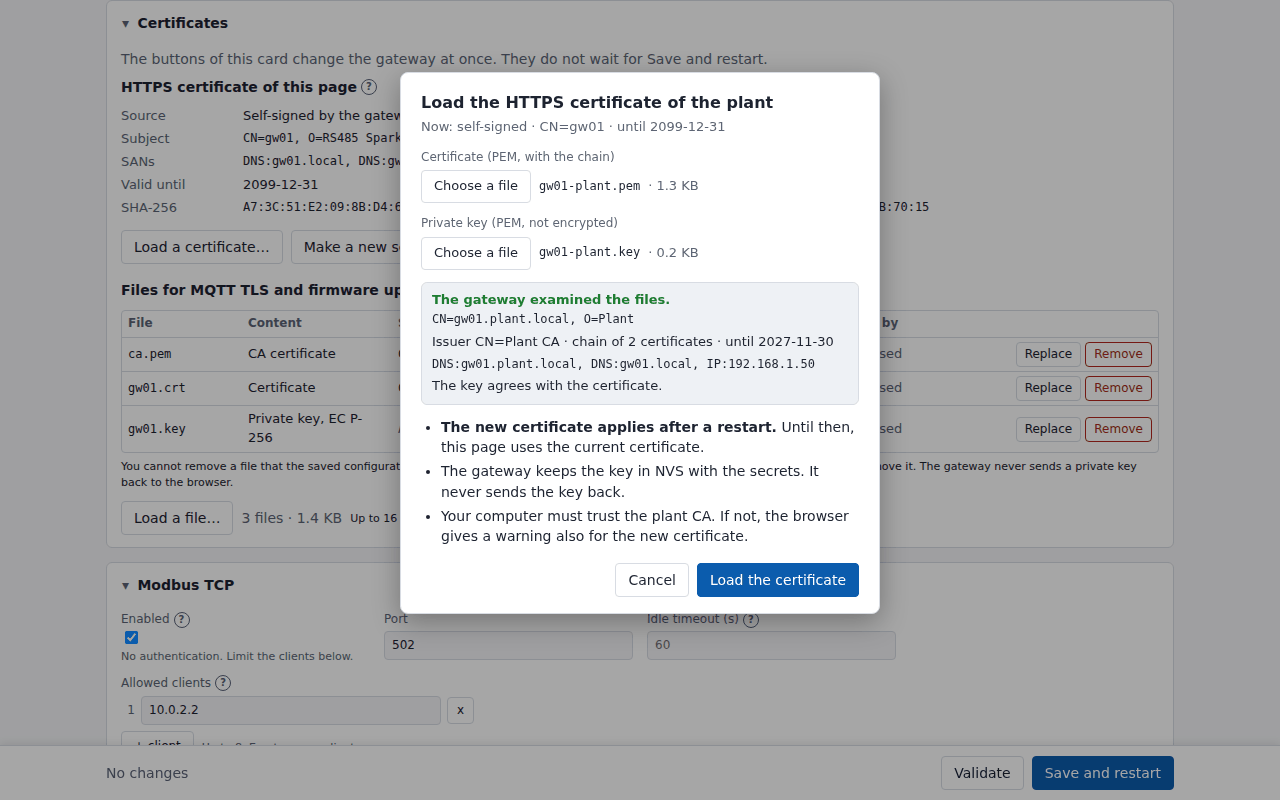 ▼ Certificates
The buttons of this card change the gateway at once. They do not wait for Save and restart.
HTTPS certificate of this page ?
Source Self-signed by the
Subject CN=gw01, O=RS485
SANs DNS:gw01.local,
Valid until 2099-12-31
SHA-256 A7:3C:51:E2:09:8B:D4:6 B:70:15
Load a certificate… Make a new
Files for MQTT TLS and firmware
File Content by
ca.pem CA certificate Replace Remove
gw01.crt Certificate Replace Remove
gw01.key Private key, EC P-
256 Replace Remove
You cannot remove a file that the saved it. The gateway never sends a private key
back to the browser.
Load a file… 3 files · 1.4 KB Up to 16
Load the HTTPS certificate of the plant
Now: self-signed · CN=gw01 · until 2099-12-31
Certificate (PEM, with the chain)
Choose a file gw01-plant.pem · 1.3 KB
Private key (PEM, not encrypted)
Choose a file gw01-plant.key · 0.2 KB
The gateway examined the files.
CN=gw01.plant.local, O=Plant
Issuer CN=Plant CA · chain of 2 certificates · until 2027-11-30
DNS:gw01.plant.local, DNS:gw01.local, IP:192.168.1.50
The key agrees with the certificate.
• The new certificate applies after a restart. Until then,
this page uses the current certificate.
• The gateway keeps the key in NVS with the secrets. It
never sends the key back.
• Your computer must trust the plant CA. If not, the browser
gives a warning also for the new certificate.
Cancel Load the certificate
▼ Modbus TCP
Enabled ? Port Idle timeout (s) ?
502 60
No authentication. Limit the clients below.
Allowed clients ?
1 10.0.2.2 x
No changes Validate Save and restart